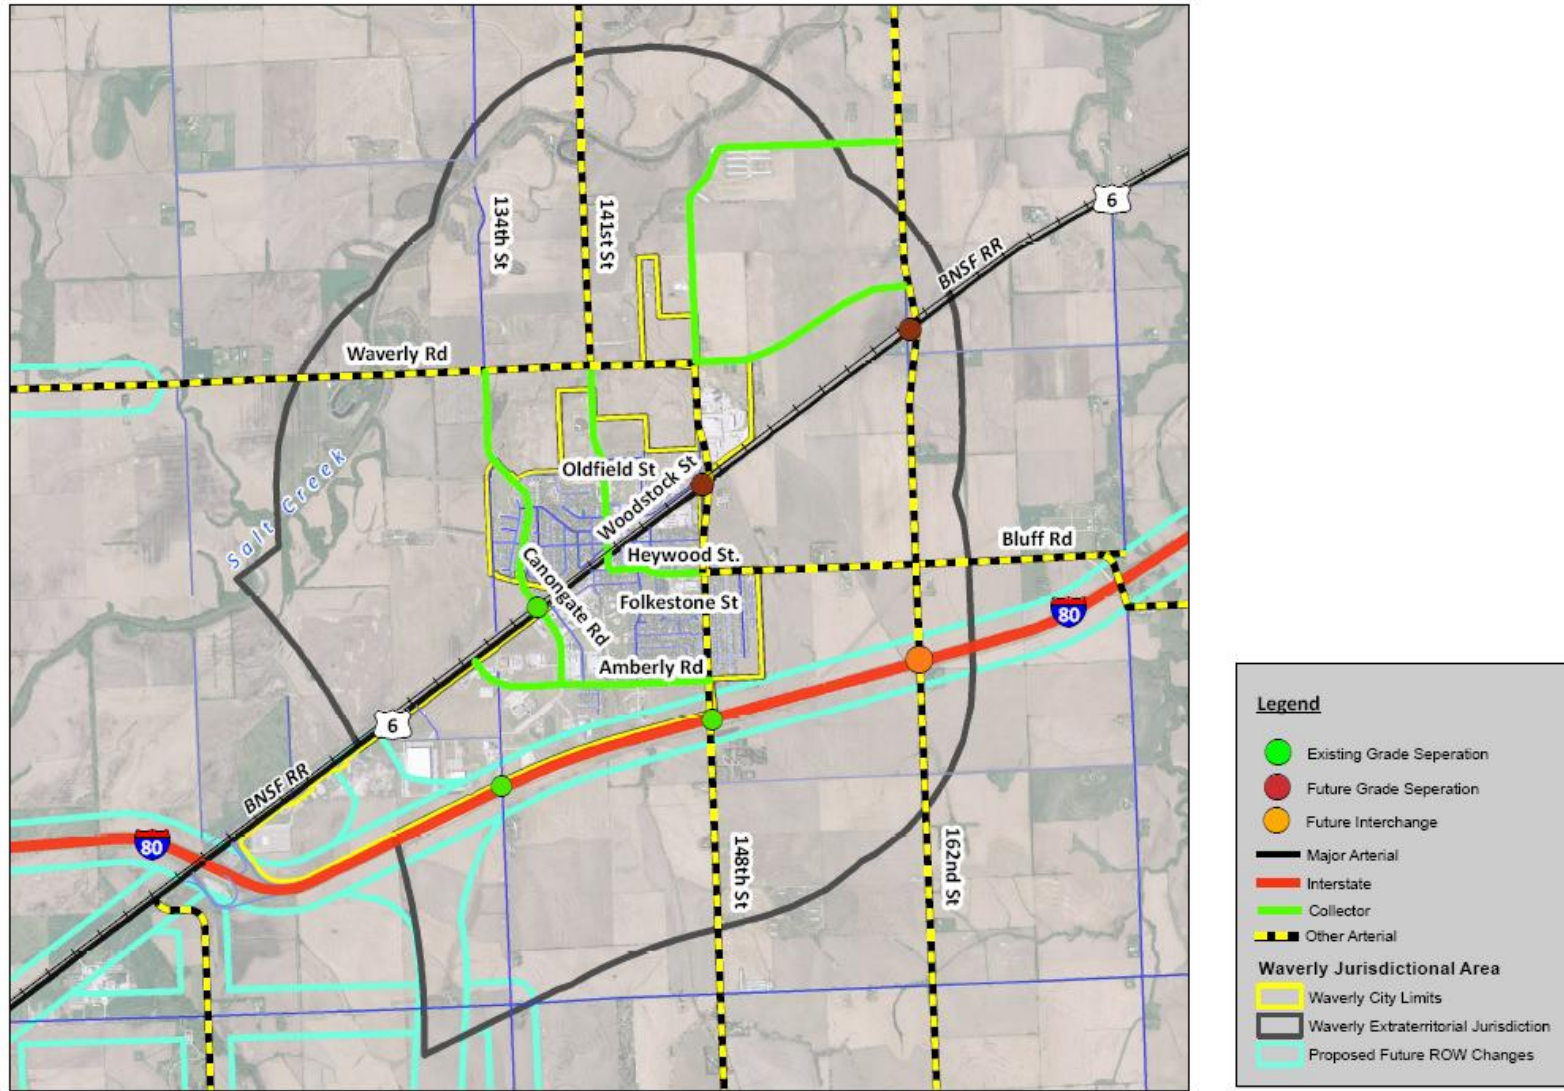 6
134th St
141st St
BNSF RR
Waverly Rd
Salt Creek
Oldfield St
Woodstock St
Heywood St.
Bluff Rd
Canongate Rd
Folkestone St
80
Amberly Rd
6
BNSF RR
80
148th St
162nd St
Legend
Existing Grade Seperation
Future Grade Seperation
Future Interchange
Major Arterial
Interstate
Collector
Other Arterial
Waverly Jurisdictional Area
Waverly City Limits
Waverly Extraterritorial Jurisdiction
Proposed Future ROW Changes